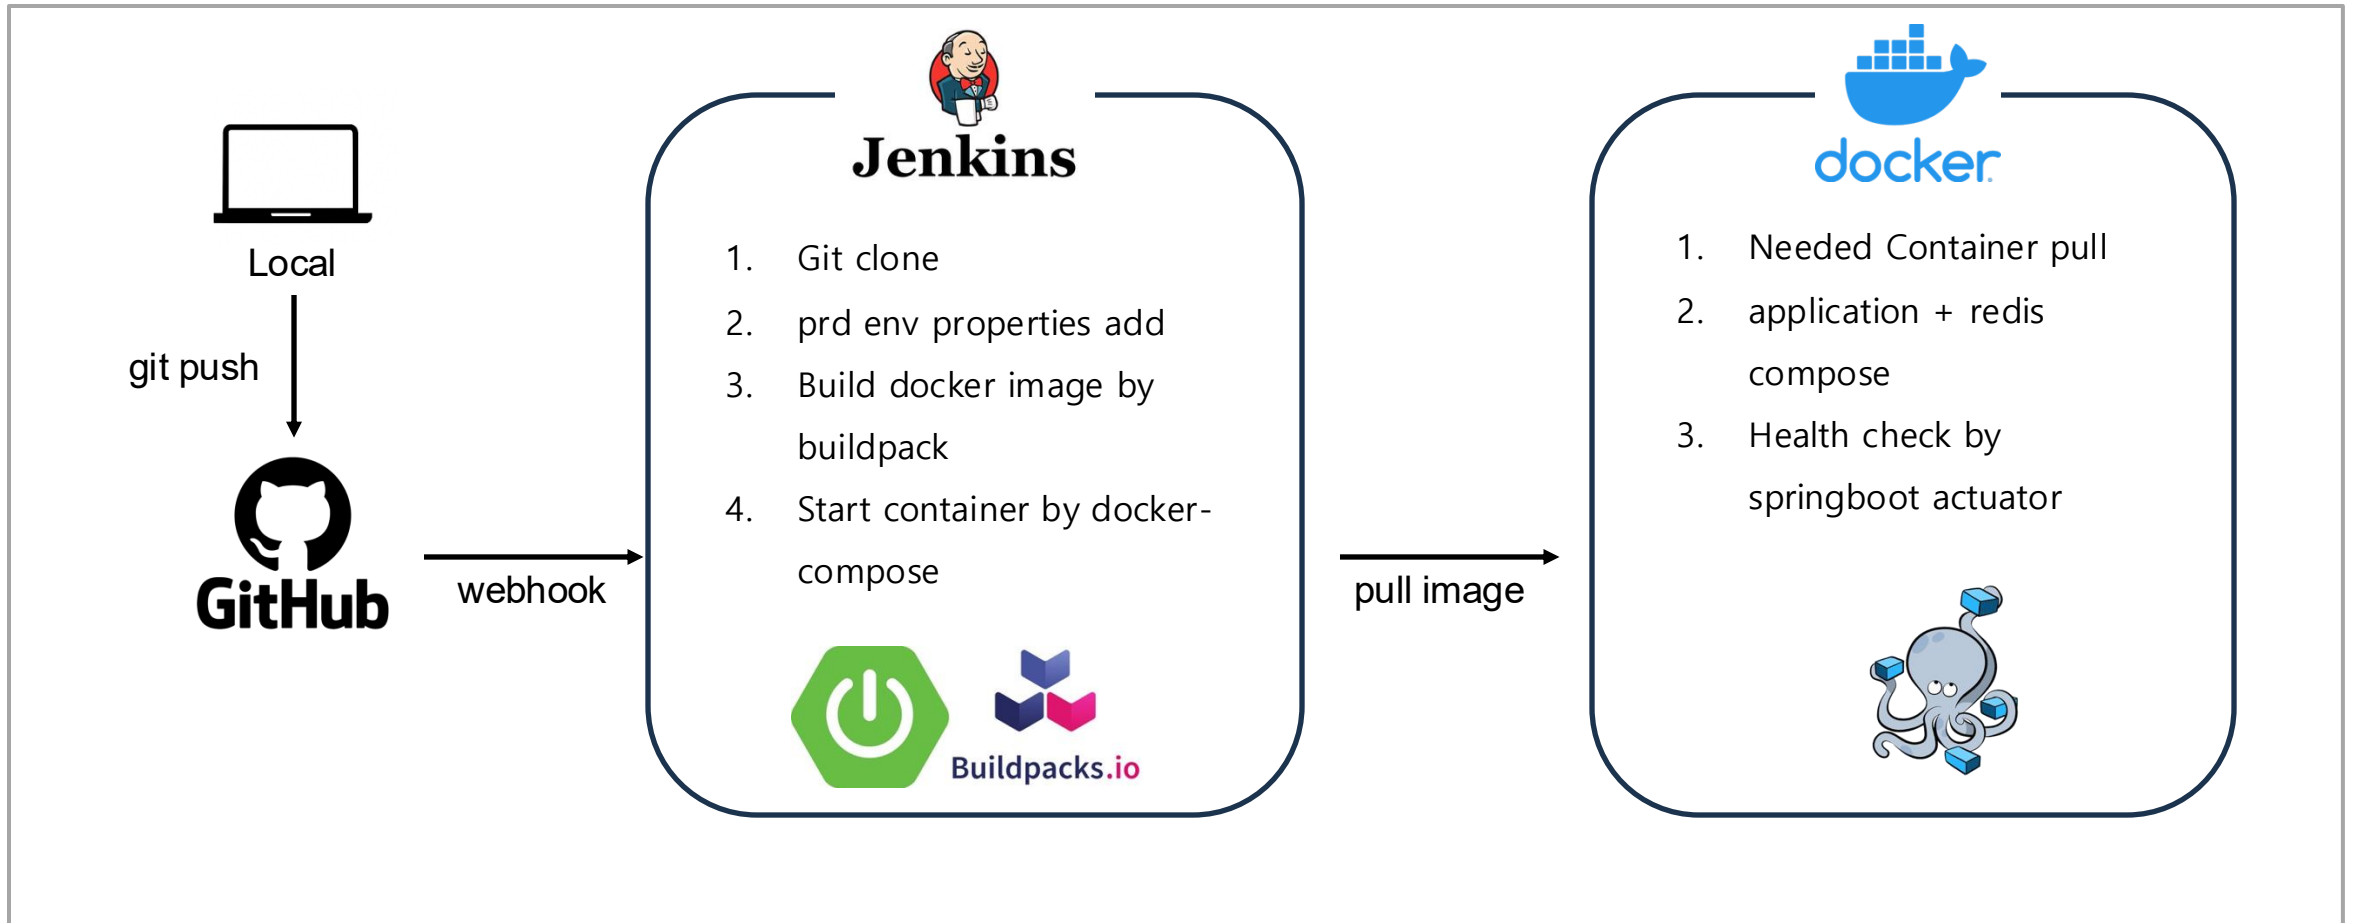 Local
git push
GitHub
webhook
Jenkins
1. Git clone
2. prd env properties add
3. Build docker image by
buildpack
4. Start container by docker-
compose
Buildpacks.io
pull image
docker
1. Needed Container pull
2. application + redis
compose
3. Health check by
springboot actuator